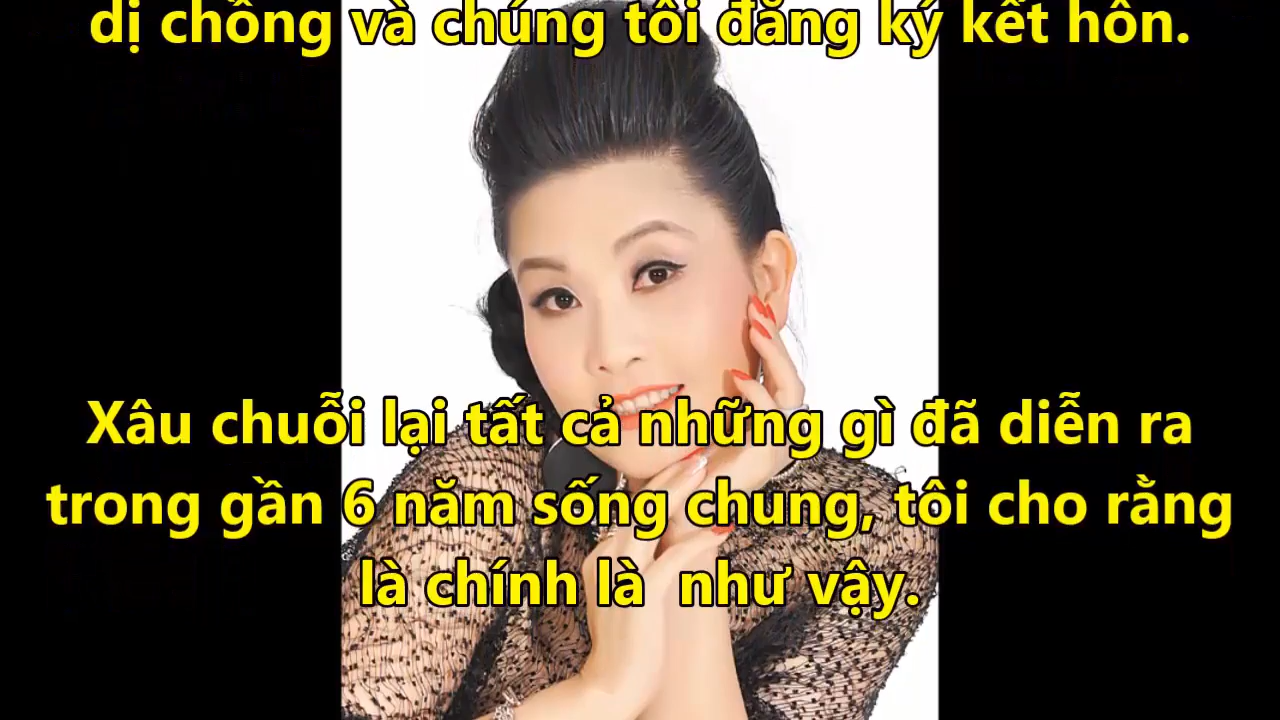 dị chồng và chúng tôi đăng ký kết hôn.
Xâu chuỗi lại tất cả những gì đã diễn ra
trong gần 6 năm sống chung, tôi cho rằng
là chính là  như vậy.